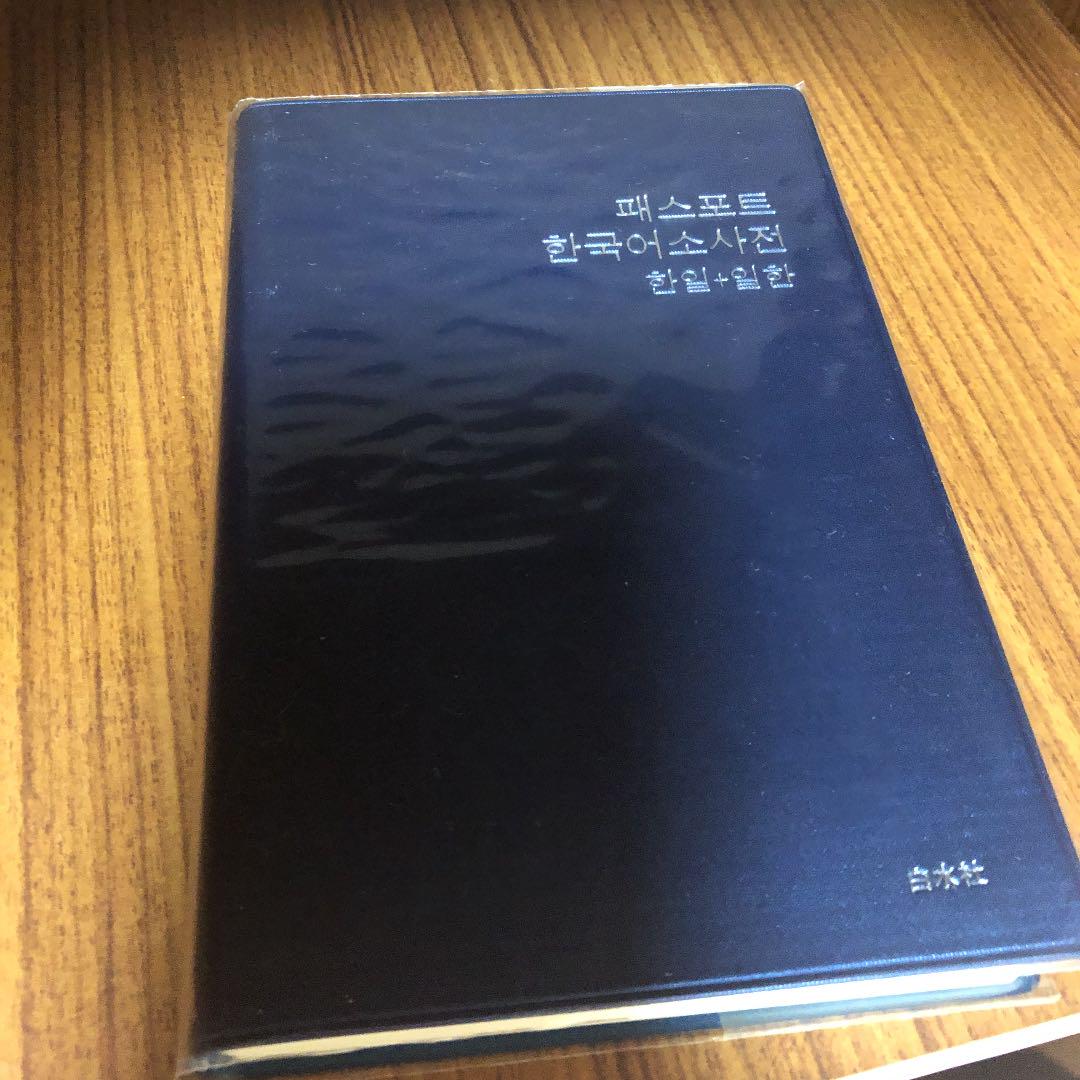 패스포트
한국어소사전
한일+일한
白水社